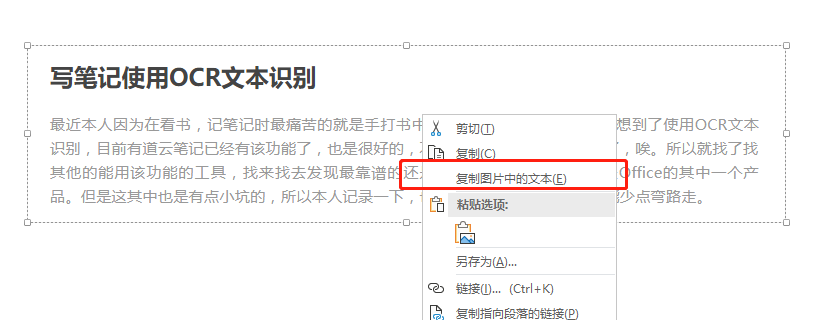 写笔记使用OCR文本识别
最近本人因为在看书，记笔记时最痛苦的就是手打书中 想到了使用OCR文本
识别，目前有道云笔记已经有该功能了，也是很好的， ，唉。所以就找了找
其他的能用该功能的工具，找来找去发现最靠谱的还 Office的其中一个产
品。但是这其中也是有点小坑的，所以本人记录一下， 能少点弯路走。
剪切(T)
复制(C)
复制图片中的文本(E)
粘贴选项:
另存为(A)...
链接(I)... (Ctrl+K)
复制指向段落的链接(P)